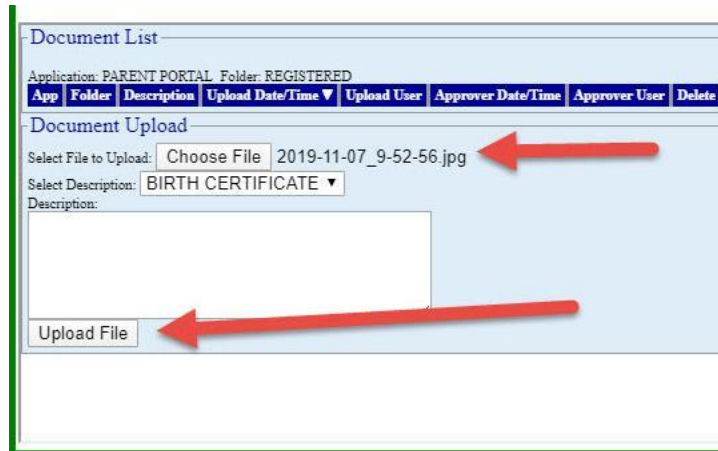 Document List
Application: PARENT PORTAL Folder: REGISTERED
App Folder Description Upload Date/Time ▼ Upload User Approver Date/Time Approver User Delete
Document Upload
Select File to Upload: Choose File 2019-11-07_9-52-56.jpg
Select Description: BIRTH CERTIFICATE ▼
Description:
Upload File